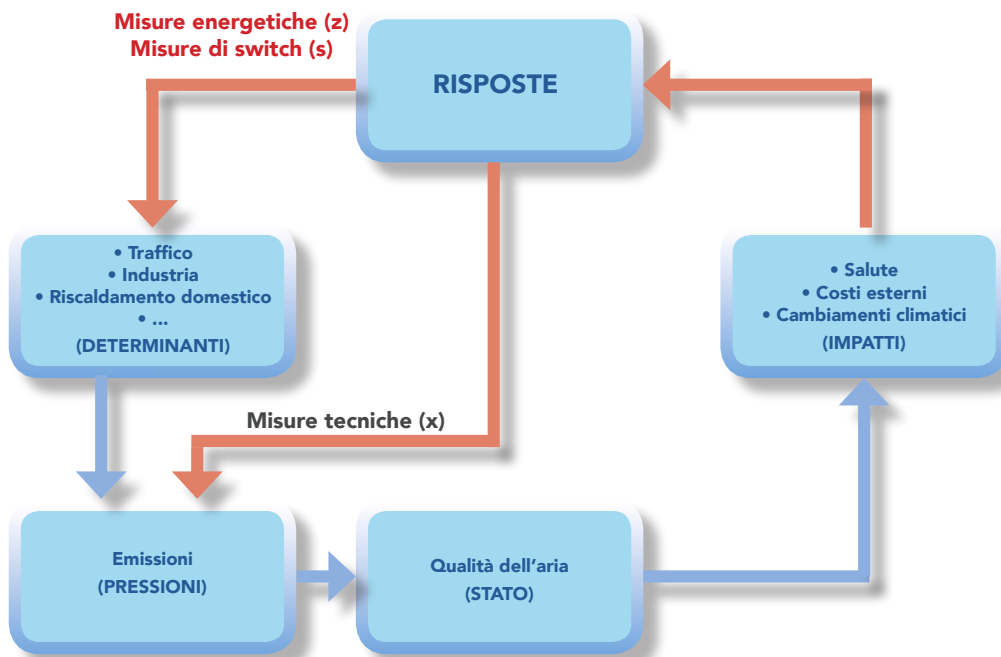 Misure energetiche (z)
Misure di switch (s)
RISPOSTE
• Traffico
• Industria
• Riscaldamento domestico
• ...
(DETERMINANTI)
• Salute
• Costi esterni
• Cambiamenti climatici
(IMPATTI)
Misure tecniche (x)
Emissioni
(PRESSIONI)
Qualità dell'aria
(STATO)